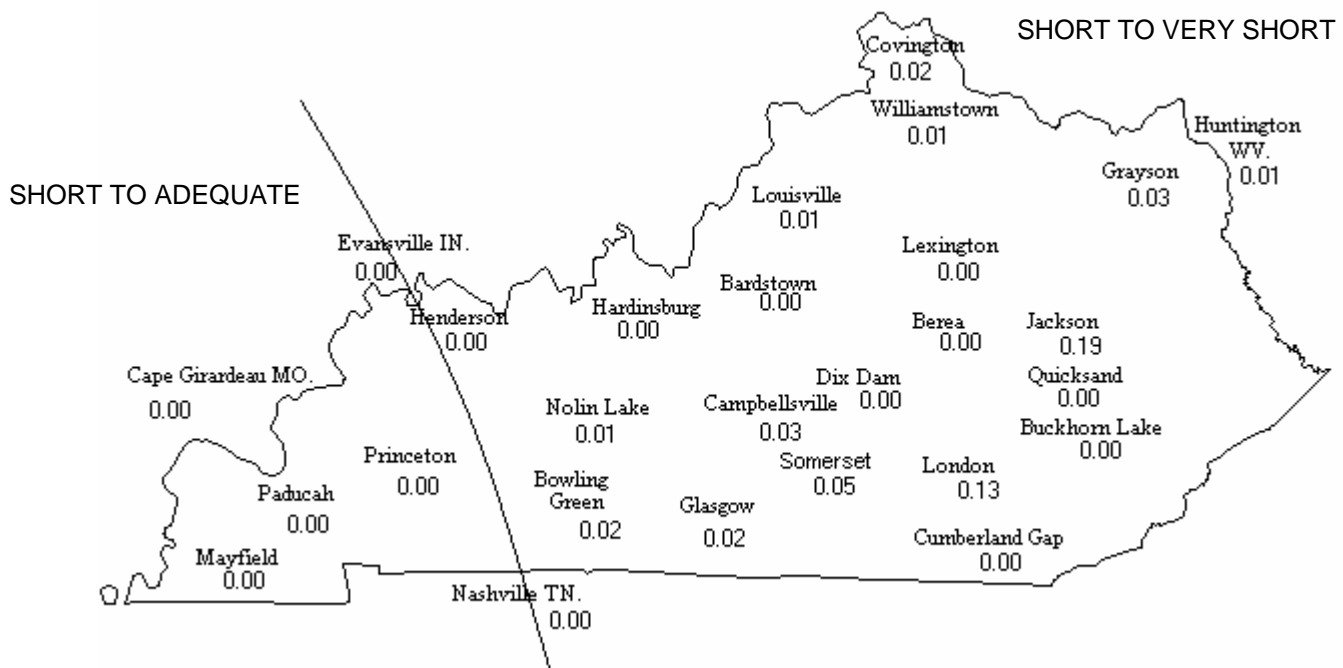 SHORT TO VERY SHORT
Covington
0.02
Williamstown
0.01
Huntington
WV.
0.01
Grayson
0.03
SHORT TO ADEQUATE
Louisville
0.01
Evansville IN.
0.00
Lexington
0.00
Bardstown
0.00
Hardinsburg
0.00
Henderson
0.00
Berea
0.00
Jackson
0.19
Cape Girardeau MO.
0.00
Dix Dam
0.00
Quicksand
0.00
Nolin Lake
0.01
Campbellsville
0.03
Buckhorn Lake
0.00
Princeton
0.00
Somerset
0.05
London
0.13
Paducah
0.00
Bowling
Green
0.02
Glasgow
0.02
Mayfield
0.00
Cumberland Gap
0.00
Nashville TN.
0.00